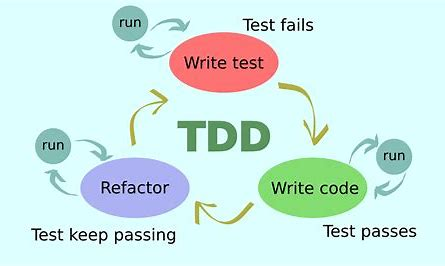 run
Test fails
Write test
TDD
run
run
Refactor
Write code
Test keep passing
Test passes